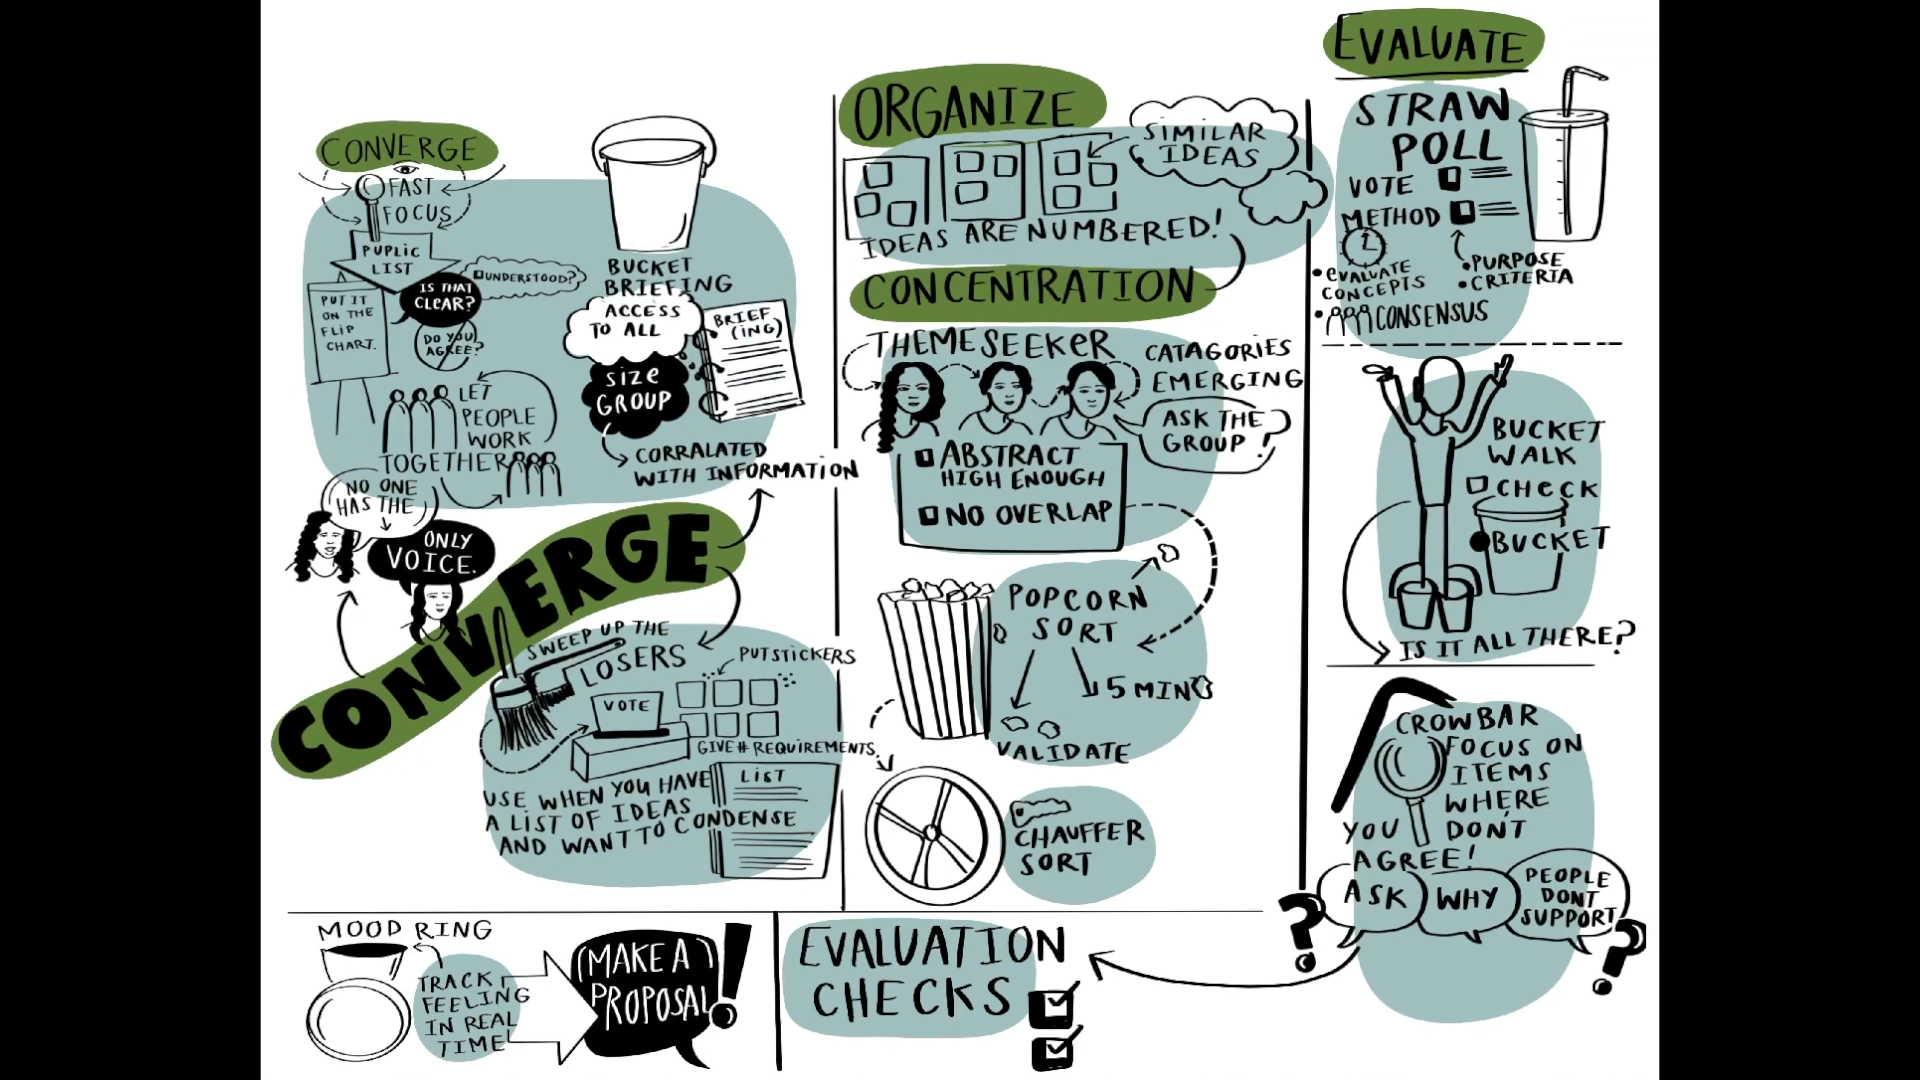 CONVERGE
FAST
FOCUS
PUPLIC
LIST
UNDERSTOOD?
IS THAT
CLEAR?
PUT IT
ON THE
FLIP
CHART.
DO YOU
AGREE?
LET
PEOPLE
WORK
TOGETHER
NO ONE
HAS THE
ONLY
VOICE.
BUCKET
BRIEFING
ACCESS
TO ALL
BRIEF
(ING)
SIZE
GROUP
CORRALATED
WITH INFORMATION
CONVERGE
SWEEP UP THE
LOSERS
PUT STICKERS
VOTE
GIVE # REQUIREMENTS
LIST
USE WHEN YOU HAVE
A LIST OF IDEAS
AND WANT TO CONDENSE
ORGANIZE
SIMILAR
IDEAS
IDEAS ARE NUMBERED!
CONCENTRATION
THEME SEEKER
CATAGORIES
EMERGING
ASK THE
GROUP?!
ABSTRACT
HIGH ENOUGH
NO OVERLAP
POPCORN
SORT
5 MIN
VALIDATE
CHAUFFER
SORT
EVALUATE
STRAW
POLL
VOTE
METHOD
• EVALUATE
CONCEPTS
• CONSENSUS
• PURPOSE
• CRITERIA
BUCKET
WALK
CHECK
BUCKET
IS IT ALL THERE?
CROWBAR
FOCUS ON
ITEMS
WHERE
YOU DON'T
AGREE!
ASK
WHY
PEOPLE
DONT
SUPPORT
? ?
MOOD RING
TRACK
FEELING
IN REAL
TIME
(MAKE A)
PROPOSAL
!
EVALUATION
CHECKS